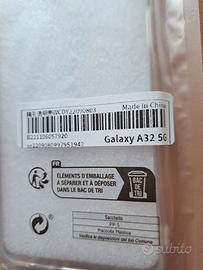 Made in China
Galaxy A32 5G
FR
ÉLÉMENTS D'EMBALLAGE
À SÉPARER ET À DÉPOSER
DANS LE BAC DE TRI
BAC
DE
TRI
Sacchetto
Raccolta Plastica
Verifica le disposizioni del tuo Comune
subito